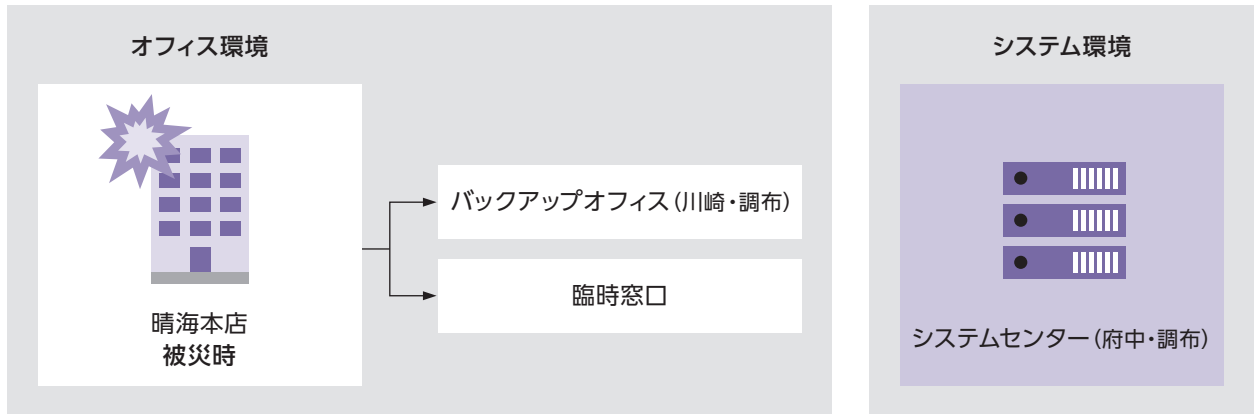 オフィス環境
晴海本店
被災時
バックアップオフィス(川崎・調布)
臨時窓口
システム環境
システムセンター(府中・調布)